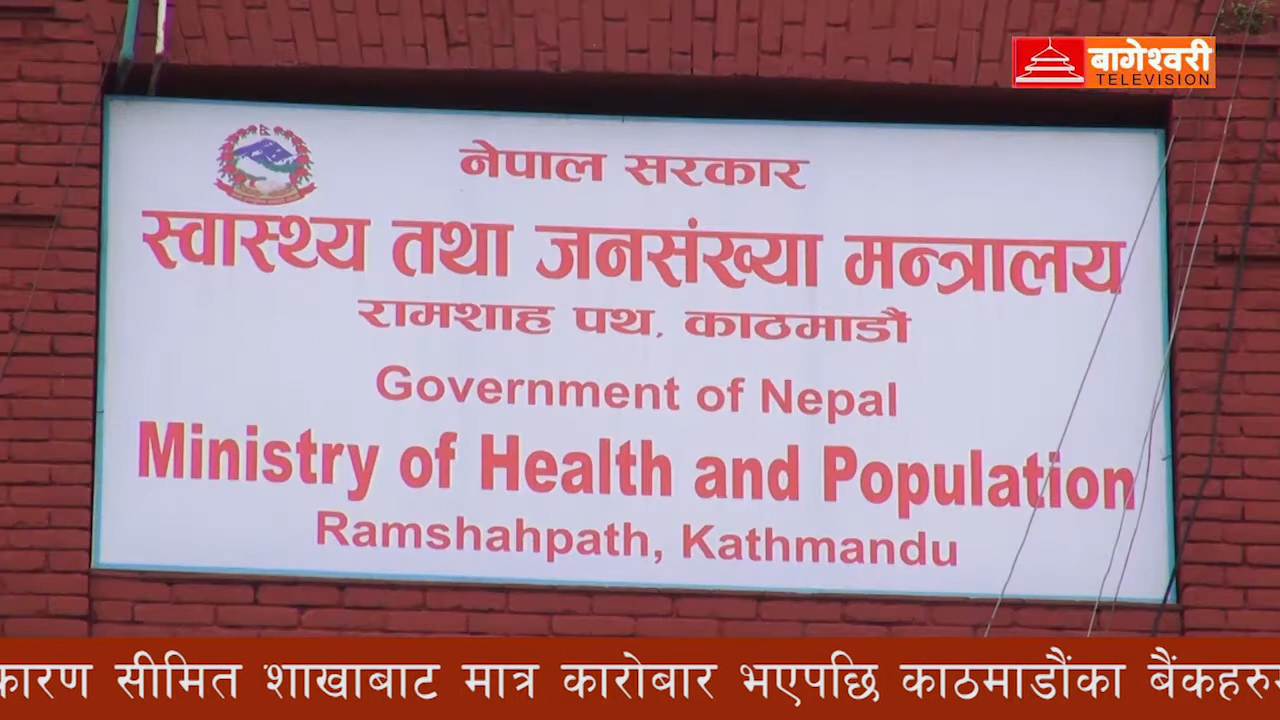 बागेश्वरी
TELEVISION
नेपाल सरकार
स्वास्थ्य तथा जनसंख्या मन्त्रालय
रामशाह पथ, काठमाडौं
Government of Nepal
Ministry of Health and Population
Ramshahpath, Kathmandu
कारण सीमित शाखाबाट मात्र कारोबार भएपछि काठमाडौंका बैंकहरुम